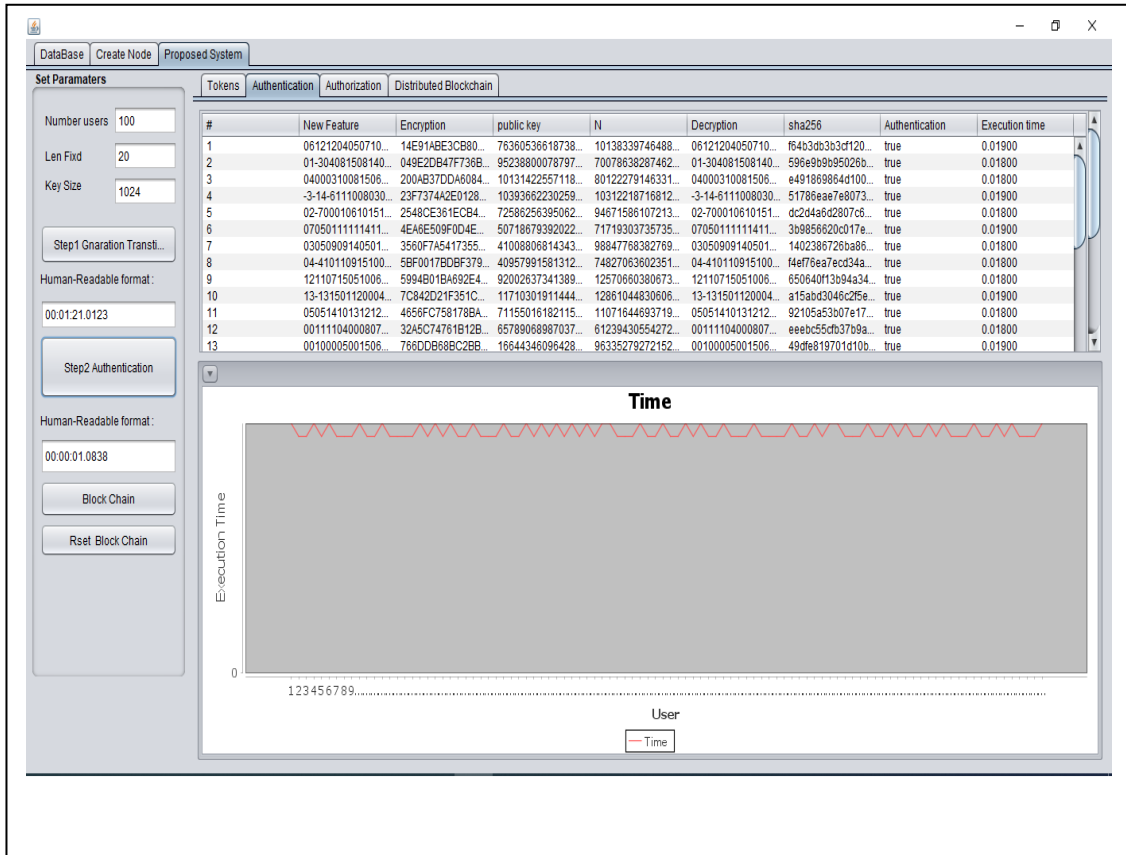 DataBase Create Node Proposed System
Set Paramaters
Number users 100
Len Fixd 20
Key Size 1024
Step1 Gnaration Transti...
Human-Readable format :
00:01:21.0123
Step2 Authentication
Human-Readable format :
00:00:01.0838
Block Chain
Rset Block Chain
Tokens Authentication Authorization Distributed Blockchain
# New Feature Encryption public key N Decryption sha256 Authentication Execution time
1 06121204050710... 14E91ABE3CB80... 76360536618738... 10138339746488... 06121204050710... f64b3db3b3cf120... true 0.01900
2 01-304081508140... 049E2DB47F736B... 95238800078797... 70078638287462... 01-304081508140... 596e9b9b95026b... true 0.01800
3 04000310081506... 200AB37DDA6084... 10131422557118... 80122279146331... 04000310081506... e491869864d100... true 0.01800
4 -3-14-6111008030... 23F7374A2E0128... 10393662230259... 10312218716812... -3-14-6111008030... 51786eae7e8073... true 0.01900
5 02-700010610151... 2548CE361ECB4... 72586256395062... 94671586107213... 02-700010610151... dc2d4a6d2807c6... true 0.01800
6 07050111111411... 4EA6E509F0D4E... 50718679392022... 71719303735735... 07050111111411... 3b9856620c017e... true 0.01900
7 03050909140501... 3560F7A5417355... 41008806814343... 98847768382769... 03050909140501... 1402386726ba86... true 0.01800
8 04-410110915100... 5BF0017BDBF379... 40957991581312... 74827063602351... 04-410110915100... f4ef76ea7ecd34a... true 0.01900
9 12110715051006... 5994B01BA692E4... 92002637341389... 12570660380673... 12110715051006... 650640ff13b94a34... true 0.01800
10 13-131501120004... 7C842D21F351C... 11710301911444... 12861044830606... 13-131501120004... a15abd3046c2f5e... true 0.01900
11 05051410131212... 4656FC758178BA... 71155016182115... 11071644693719... 05051410131212... 92105a53b07e17... true 0.01800
12 00111104000807... 32A5C74761B12B... 65789068987037... 61239430554272... 00111104000807... eeebc55cfb37b9a... true 0.01800
13 00100005001506... 766DDB68BC2BB... 16644346096428... 96335279272152... 00100005001506... 49dfe819701d10b... true 0.01900
Time
Execution Time
0
123456789...
User
Time